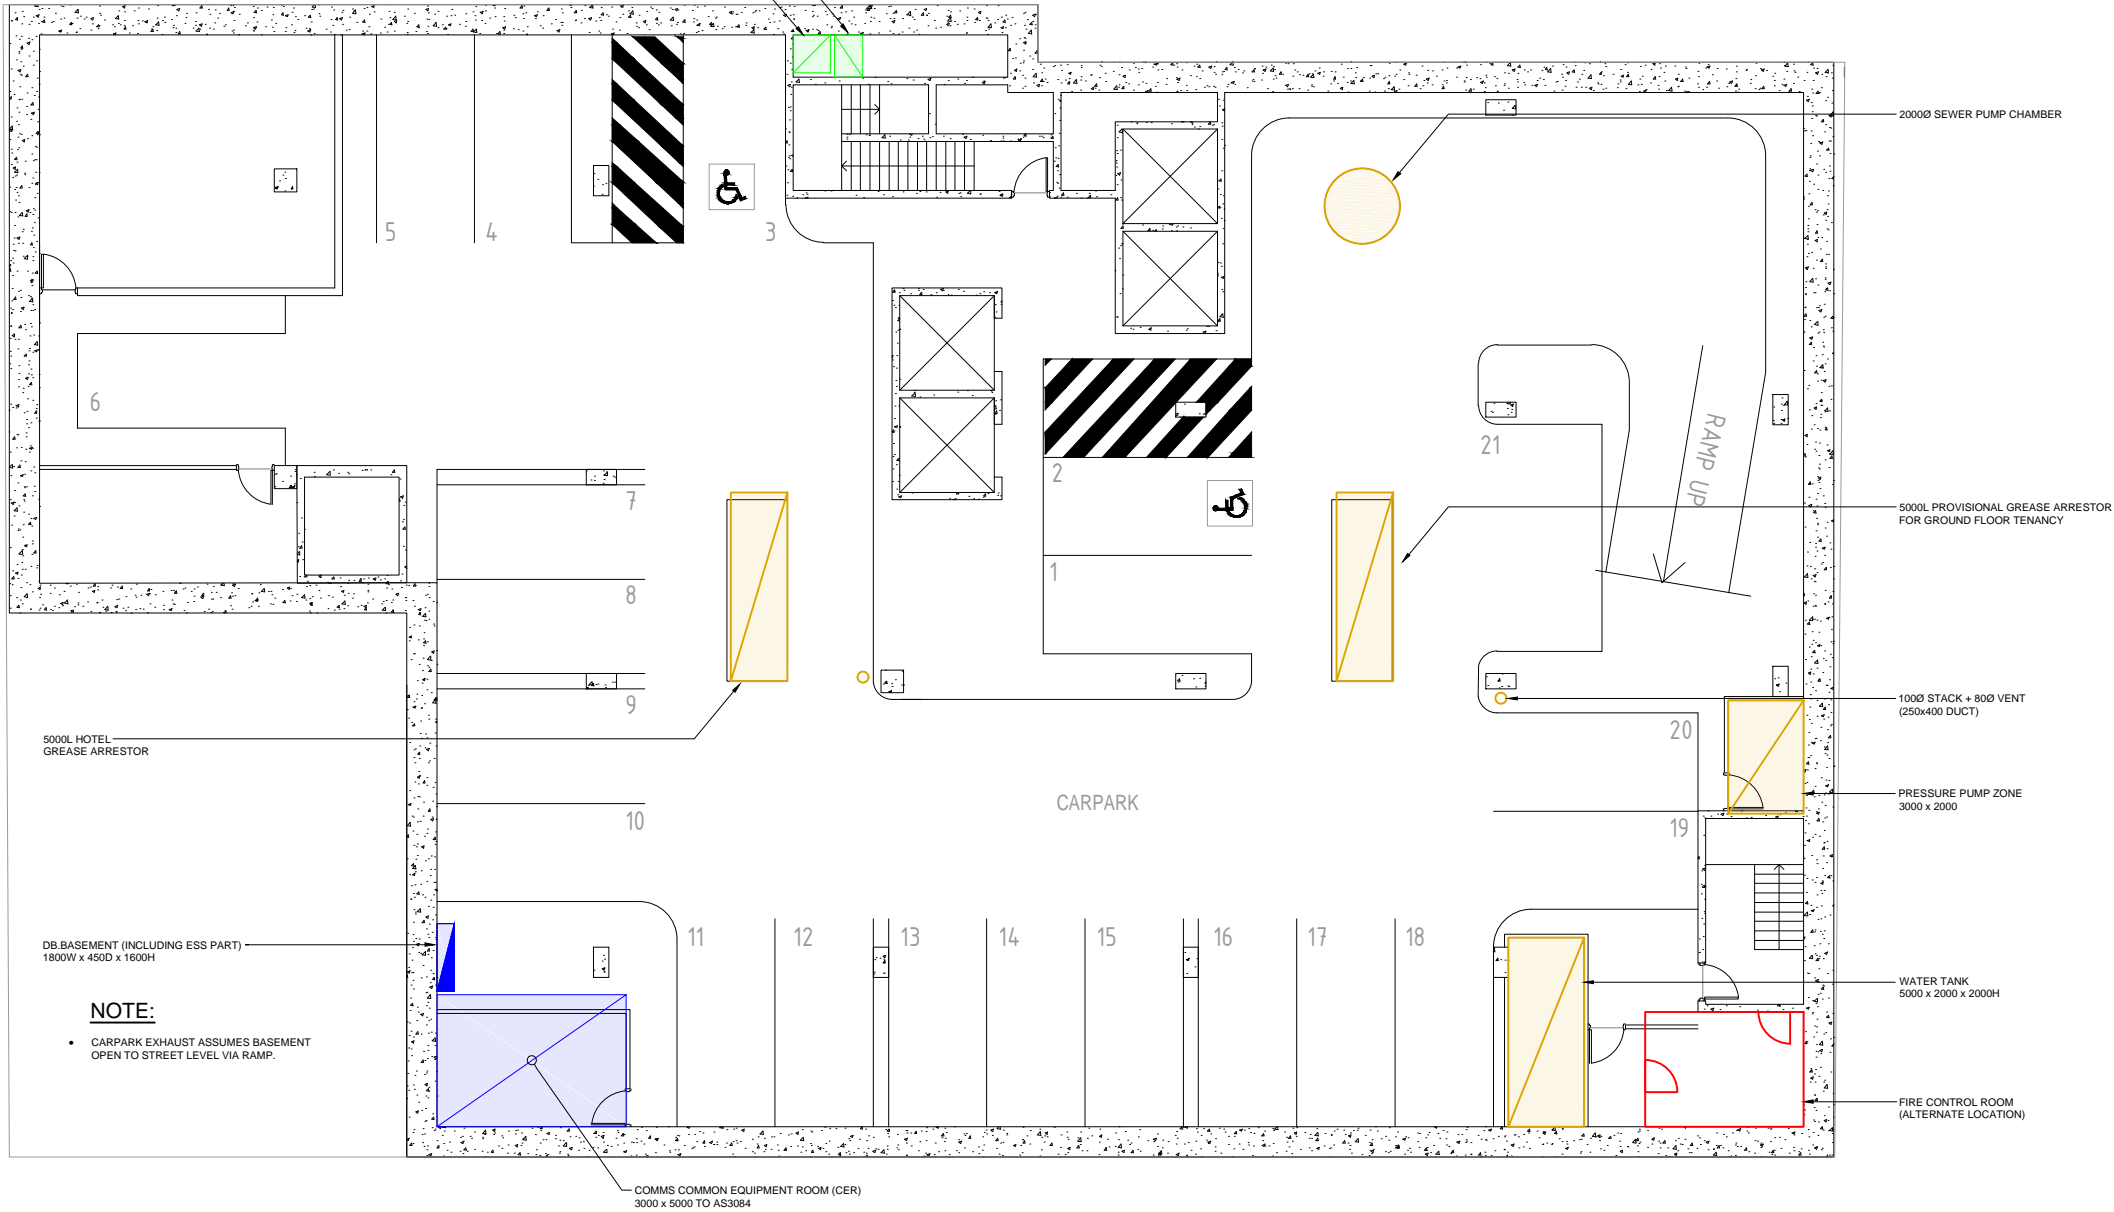 2000Ø SEWER PUMP CHAMBER
5
4
3
6
2
21
RAMP UP
7
5000L PROVISIONAL GREASE ARRESTOR
FOR GROUND FLOOR TENANCY
1
8
9
100Ø STACK + 80Ø VENT
(250x400 DUCT)
20
5000L HOTEL
GREASE ARRESTOR
PRESSURE PUMP ZONE
3000 x 2000
CARPARK
10
19
11
12
13
14
15
16
17
18
DB.BASEMENT (INCLUDING ESS PART)
1800W x 450D x 1600H
WATER TANK
5000 x 2000 x 2000H
NOTE:
• CARPARK EXHAUST ASSUMES BASEMENT
OPEN TO STREET LEVEL VIA RAMP.
FIRE CONTROL ROOM
(ALTERNATE LOCATION)
COMMS COMMON EQUIPMENT ROOM (CER)
3000 x 5000 TO AS3084